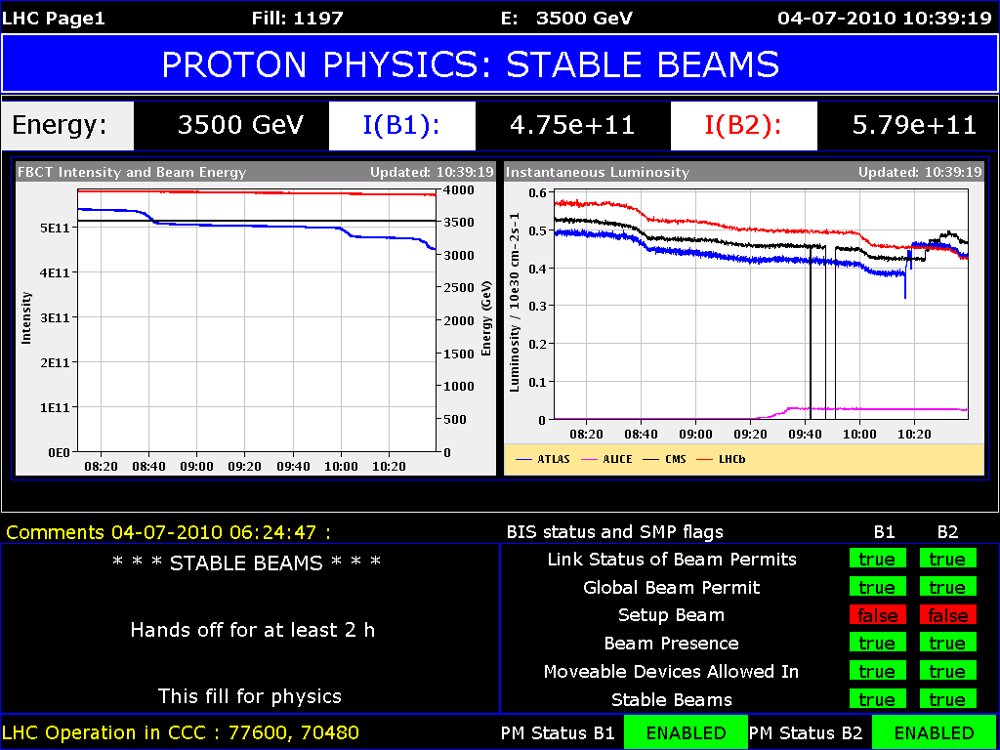 LHC Page1 Fill: 1197 E: 3500 GeV 04-07-2010 10:39:19
PROTON PHYSICS: STABLE BEAMS
Energy: 3500 GeV I(B1): 4.75e+11 I(B2): 5.79e+11
FBCT Intensity and Beam Energy Updated: 10:39:19
Intensity
5E11
4E11
3E11
2E11
1E11
0E0
4000
3500
3000
2500
2000
1500
1000
500
0
Energy (GeV)
08:20 08:40 09:00 09:20 09:40 10:00 10:20
Instantaneous Luminosity Updated: 10:39:19
Luminosity / 10e30 cm-2s-1
0.6
0.5
0.4
0.3
0.2
0.1
0
08:20 08:40 09:00 09:20 09:40 10:00 10:20
ATLAS ALICE CMS LHCb
Comments 04-07-2010 06:24:47 :
* * * STABLE BEAMS * * *
Hands off for at least 2 h
This fill for physics
BIS status and SMP flags B1 B2
Link Status of Beam Permits true true
Global Beam Permit true true
Setup Beam false false
Beam Presence true true
Moveable Devices Allowed In true true
Stable Beams true true
LHC Operation in CCC : 77600, 70480 PM Status B1 ENABLED PM Status B2 ENABLED